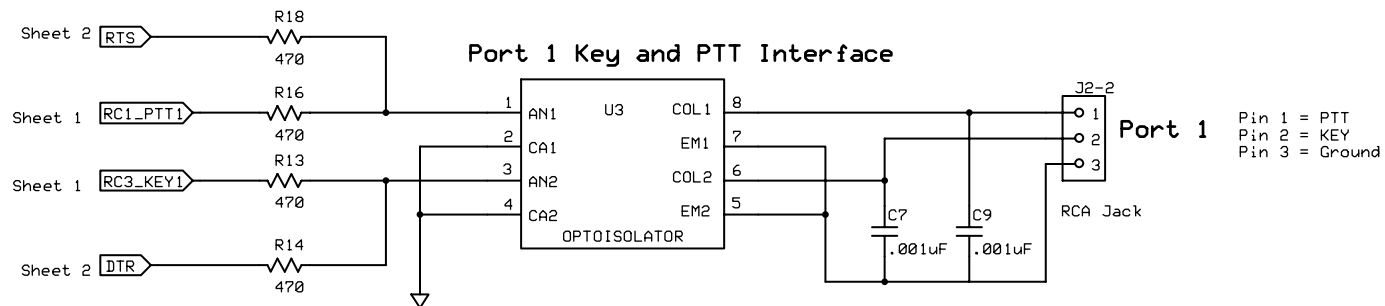 Port 1 Key and PTT Interface
Sheet 2
RTS
R18
470
Sheet 1
RC1_PTT1
R16
470
Sheet 1
RC3_KEY1
R13
470
Sheet 2
DTR
R14
470
U3
1
AN1
2
CA1
3
AN2
4
CA2
COL1
8
EM1
7
COL2
6
EM2
5
OPTOISOLATOR
C7
.001uF
C9
.001uF
J2-2
1
2
3
RCA Jack
Port 1
Pin 1 = PTT
Pin 2 = KEY
Pin 3 = Ground